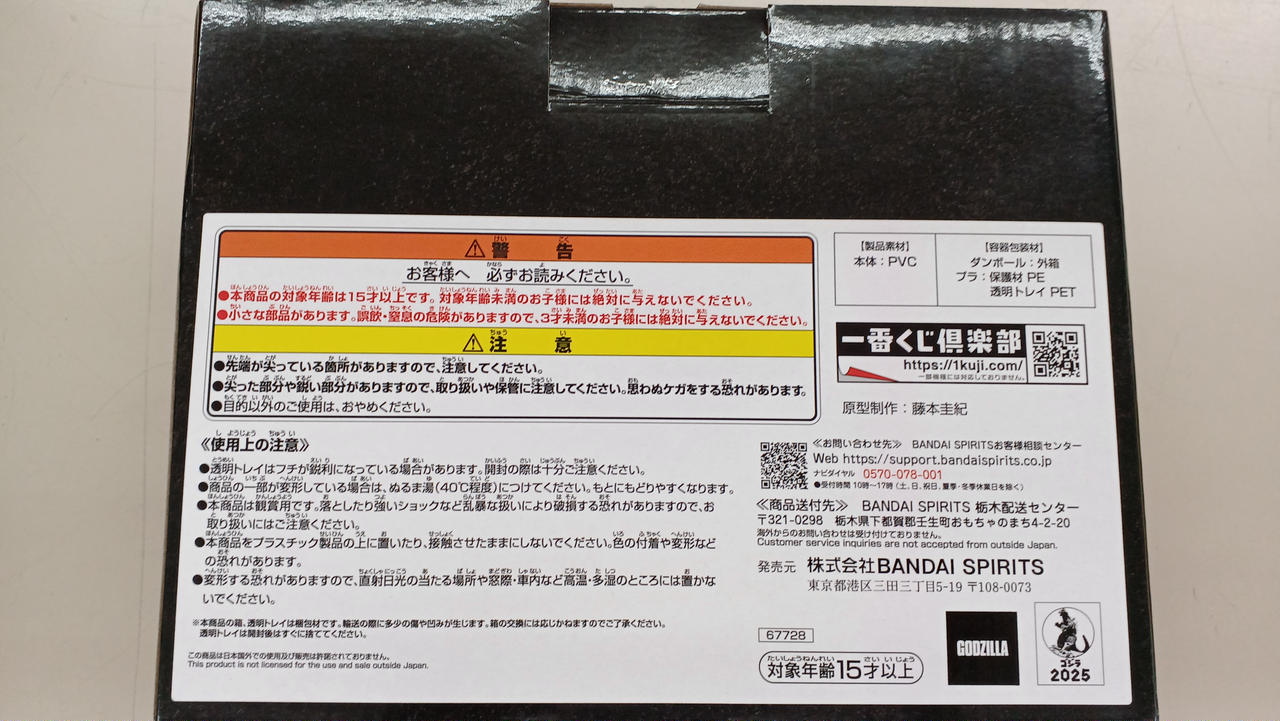 ⚠警 告
お客様へ 必ずお読みください。
●本商品の対象年齢は15才以上です。対象年齢未満のお子様には絶対に与えないでください。
●小さな部品があります。誤飲・窒息の危険がありますので、3才未満のお子様には絶対に与えないでください。
⚠注 意
●先端が尖っている箇所がありますので、注意してください。
●尖った部分や鋭い部分がありますので、取り扱いや保管に注意してください。思わぬケガをする恐れがあります。
●目的以外のご使用は、おやめください。
《使用上の注意》
●透明トレイはフチが鋭利になっている場合があります。開封の際は十分ご注意ください。
●商品の一部が変形している場合は、ぬるま湯(40℃程度)につけてください。もとにもどりやすくなります。
●本商品は観賞用です。落としたり強いショックなど乱暴な扱いにより破損する恐れがありますので、お
取り扱いにはご注意ください。
●本商品をプラスチック製品の上に置いたり、接触させたままにしないでください。色の付着や変形など
の恐れがあります。
●変形する恐れがありますので、直射日光の当たる場所や窓際・車内など高温・多湿のところには置かな
いでください。
※本商品の箱、透明トレイは梱包材です。輸送の際に多少の傷や凹みが生じます。箱の交換には応じかねますのでご了承ください。
透明トレイは開封後はすぐに捨ててください。
この商品は日本国外での使用及び販売は許諾されておりません。
This product is not licensed for the use and sale outside Japan.
【製品素材】
本体:PVC
【容器包装材】
ダンボール:外箱
プラ:保護材 PE
透明トレイ PET
一番くじ倶楽部
https://1kuji.com/
一部機種には対応しておりません。
原型制作:藤本圭紀
≪お問い合わせ先≫ BANDAI SPIRITSお客様相談センター
Web https://support.bandaispirits.co.jp
ナビダイヤル 0570-078-001
●受付時間 10時~17時(土、日、祝日、夏季・冬季休業日を除く)
≪商品送付先≫ BANDAI SPIRITS 栃木配送センター
〒321-0298 栃木県下都賀郡壬生町おもちゃのまち4-2-20
海外からのお問い合わせは受け付けておりません。
Customer service inquiries are not accepted from outside Japan.
発売元 株式会社BANDAI SPIRITS
東京都港区三田三丁目5-19 〒108-0073
67728
対象年齢15才以上
GODZILLA
ゴジラ
2025